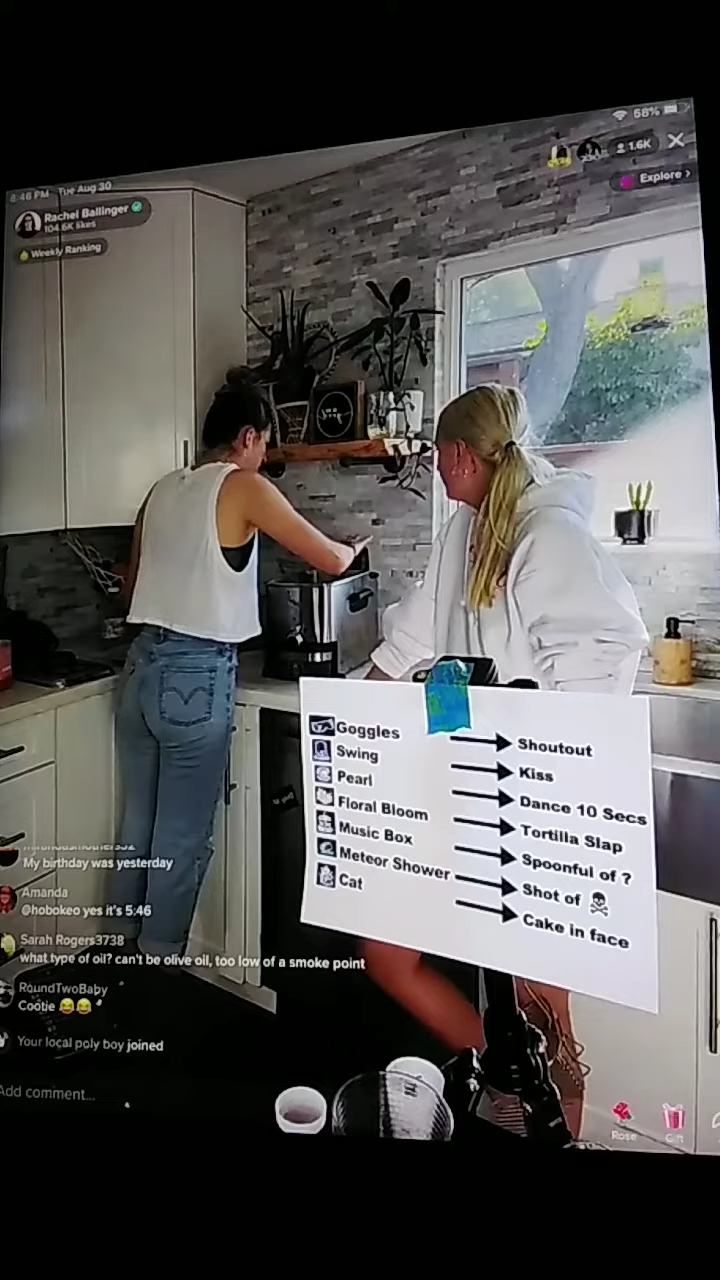 58%
8:46 PM Tue Aug 30
1.6K
Explore >
Rachel Ballinger
104.6K likes
Weekly Ranking
Goggles → Shoutout
Swing → Kiss
Pearl → Dance 10 Secs
Floral Bloom → Tortilla Slap
Music Box → Spoonful of ?
Meteor Shower → Shot of ☠
Cat → Cake in face
My birthday was yesterday
Amanda
@hobokeo yes it's 5:46
Sarah Rogers3738
what type of oil? can't be olive oil, too low of a smoke point
RoundTwoBaby
Cootie 😂😂
Your local poly boy joined
Add comment...
Rose
Gift